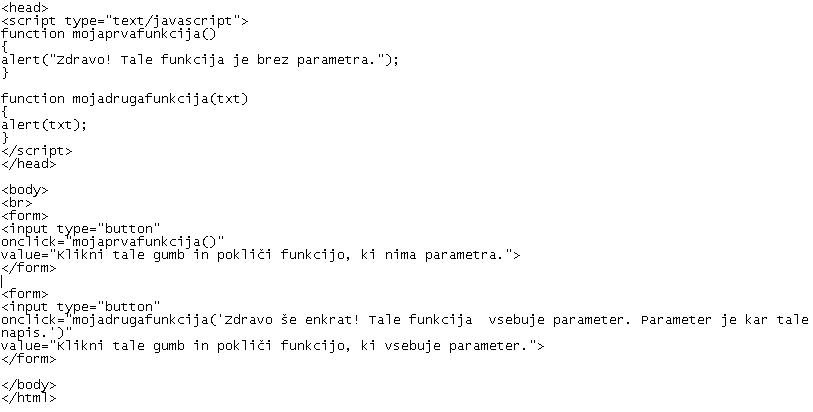 <head>
<script type="text/javascript">
function mojaprvafunkcija()
{
alert("Zdravo! Tale funkcija je brez parametra.");
}

function mojadrugafunkcija(txt)
{
alert(txt);
}
</script>
</head>

<body>
<br>
<form>
<input type="button"
onclick="mojaprvafunkcija()"
value="Klikni tale gumb in pokliči funkcijo, ki nima parametra.">
</form>

<form>
<input type="button"
onclick="mojadrugafunkcija('Zdravo še enkrat! Tale funkcija  vsebuje parameter. Parameter je kar tale
napis.')"
value="Klikni tale gumb in pokliči funkcijo, ki vsebuje parameter.">
</form>

</body>
</html>